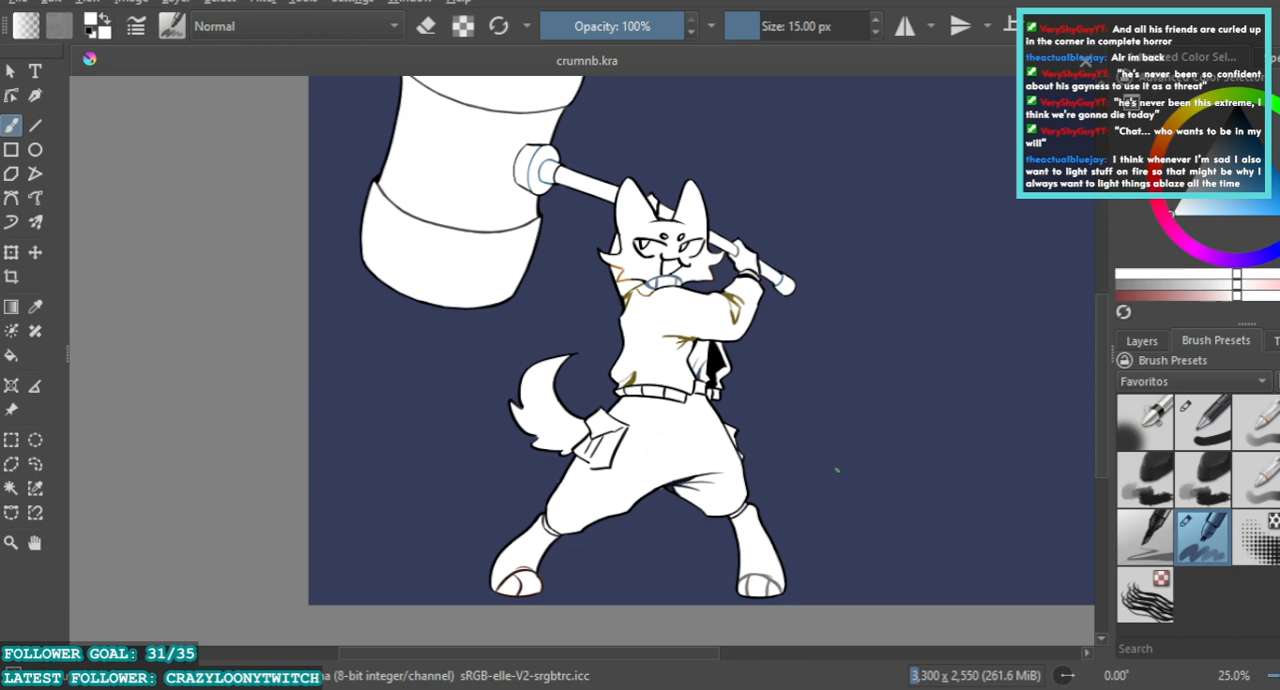 Normal
Opacity: 100%
Size: 15.00 px
crumnb.kra
VeryShyGuyYT: And all his friends are curled up
in the corner in complete horror
theactualbluejay: Alr im back
VeryShyGuyYT: "he's never been so confident
about his gayness to use it as a threat"
VeryShyGuyYT: "he's never been this extreme, I
think we're gonna die today"
VeryShyGuyYT: "Chat... who wants to be in my
will"
theactualbluejay: I think whenever I'm sad I also
want to light stuff on fire so that might be why I
always want to light things ablaze all the time
Layers
Brush Presets
Brush Presets
Favoritos
Search
FOLLOWER GOAL: 31/35
LATEST FOLLOWER: CRAZYLOONYTWITCH
(8-bit integer/channel) sRGB-elle-V2-srgbtrc.icc
3,300 x 2,550 (261.6 MiB)
0.00°
25.0%